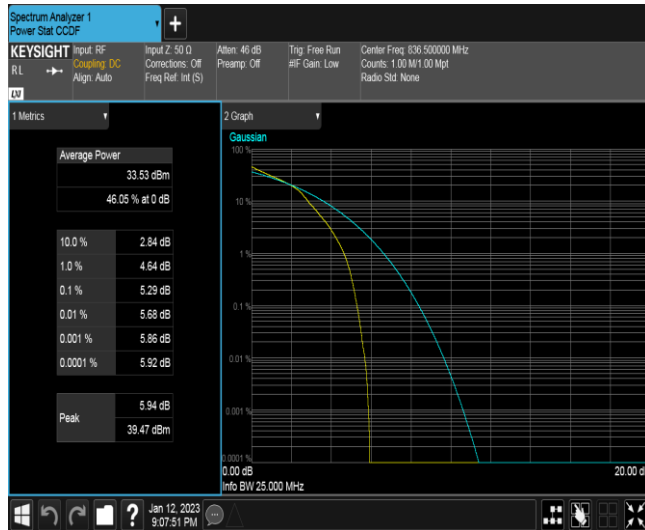 Spectrum Analyzer 1
Power Stat CCDF
+
KEYSIGHT
R L
LXI
Input: RF
Coupling: DC
Align: Auto
Input Z: 50 Ω
Corrections: Off
Freq Ref: Int (S)
Atten: 46 dB
Preamp: Off
Trig: Free Run
#IF Gain: Low
Center Freq: 836.500000 MHz
Counts: 1.00 M/1.00 Mpt
Radio Std: None
1 Metrics
Average Power
33.53 dBm
46.05 % at 0 dB
10.0 % 2.84 dB
1.0 % 4.64 dB
0.1 % 5.29 dB
0.01 % 5.68 dB
0.001 % 5.86 dB
0.0001 % 5.92 dB
Peak
5.94 dB
39.47 dBm
2 Graph
Gaussian
100 %
10 %
1 %
0.1 %
0.01 %
0.001 %
0.0001 %
0.00 dB
20.00 d
Info BW 25.000 MHz
?
Jan 12, 2023
9:07:51 PM